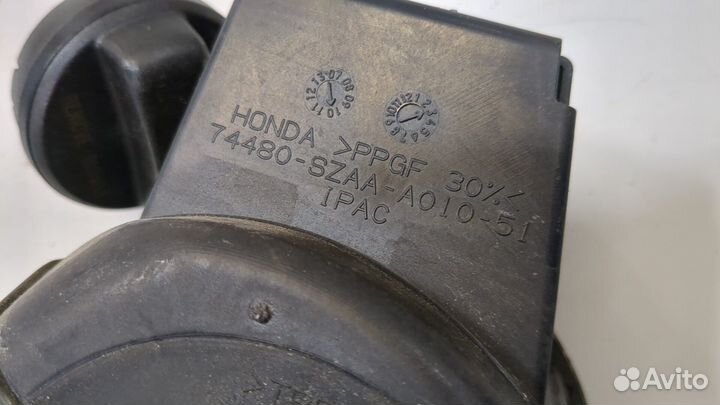 HONDA >PPGF 30%<
74480-SZAA-A010-51
IPAC
Avito